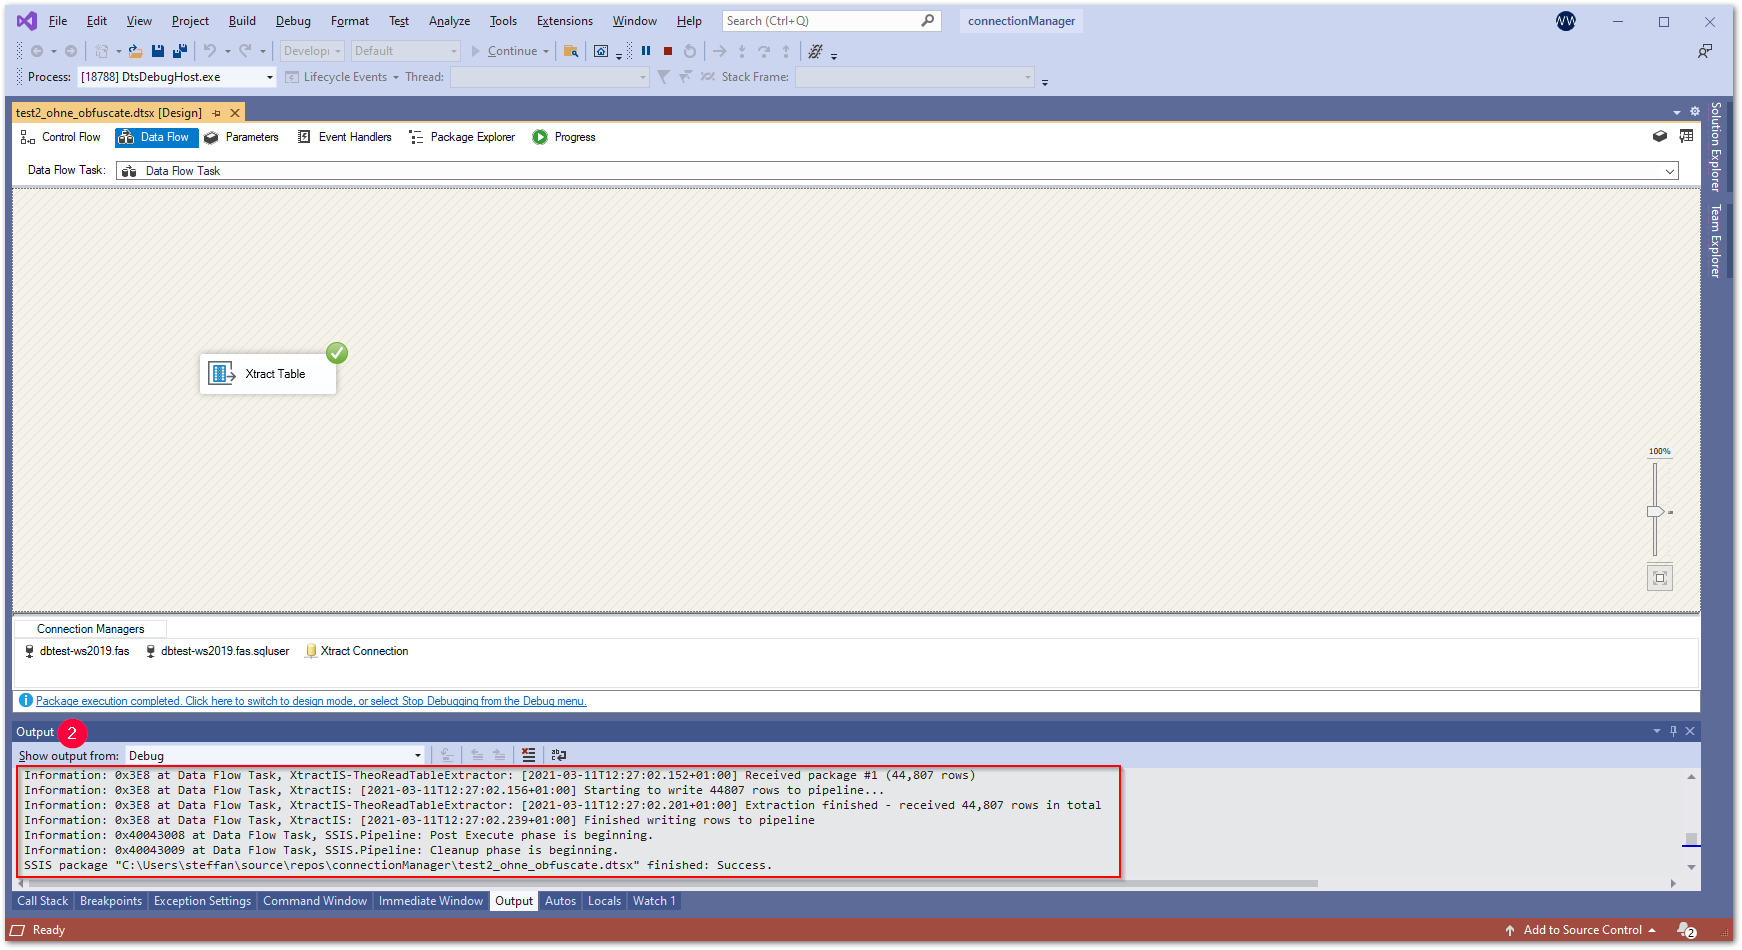 File Edit View Project Build Debug Format Test Analyze Tools Extensions Window Help Search (Ctrl+Q) connectionManager WW
Develop Default Continue
Process: [18788] DtsDebugHost.exe Lifecycle Events Thread: Stack Frame:
test2_ohne_obfuscate.dtsx [Design]
Control Flow Data Flow Parameters Event Handlers Package Explorer Progress
Data Flow Task: Data Flow Task
Solution Explorer
Team Explorer
Xtract Table
100%
Connection Managers
dbtest-ws2019.fas dbtest-ws2019.fas.sqluser Xtract Connection
Package execution completed. Click here to switch to design mode, or select Stop Debugging from the Debug menu.
Output 2
Show output from: Debug
Information: 0x3E8 at Data Flow Task, XtractIS-TheoReadTableExtractor: [2021-03-11T12:27:02.152+01:00] Received package #1 (44,807 rows)
Information: 0x3E8 at Data Flow Task, XtractIS: [2021-03-11T12:27:02.156+01:00] Starting to write 44807 rows to pipeline...
Information: 0x3E8 at Data Flow Task, XtractIS-TheoReadTableExtractor: [2021-03-11T12:27:02.201+01:00] Extraction finished - received 44,807 rows in total
Information: 0x3E8 at Data Flow Task, XtractIS: [2021-03-11T12:27:02.239+01:00] Finished writing rows to pipeline
Information: 0x40043008 at Data Flow Task, SSIS.Pipeline: Post Execute phase is beginning.
Information: 0x40043009 at Data Flow Task, SSIS.Pipeline: Cleanup phase is beginning.
SSIS package "C:\Users\steffan\source\repos\connectionManager\test2_ohne_obfuscate.dtsx" finished: Success.
Call Stack Breakpoints Exception Settings Command Window Immediate Window Output Autos Locals Watch 1
Ready Add to Source Control 2